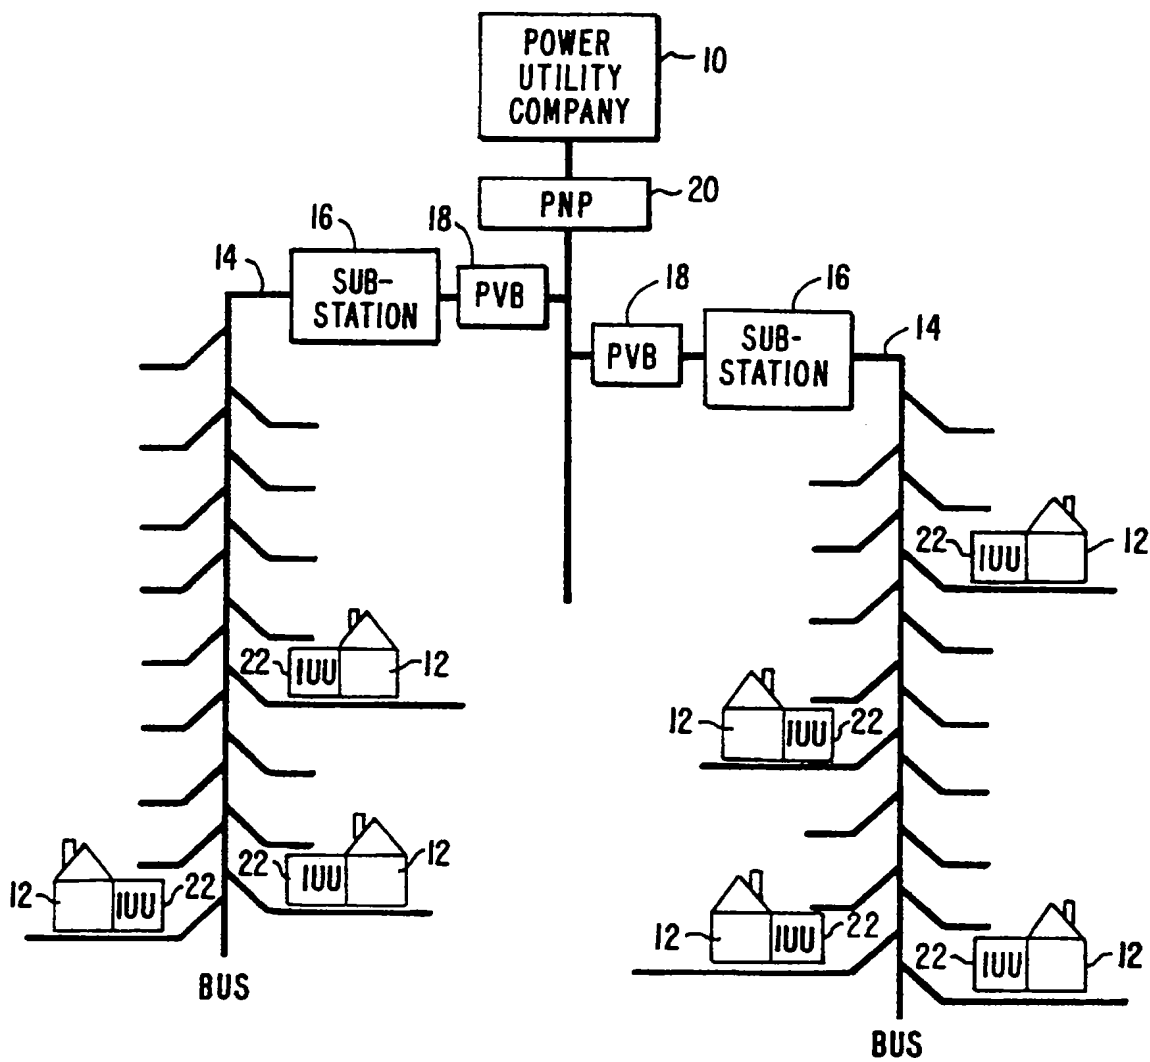 POWER
UTILITY
COMPANY
10
PNP
20
16
18
14
SUB-
STATION
PVB
18
16
14
PVB
SUB-
STATION
22
IUU
12
22
IUU
12
12
IUU
22
22
IUU
12
12
IUU
22
12
IUU
22
22
IUU
12
BUS
BUS